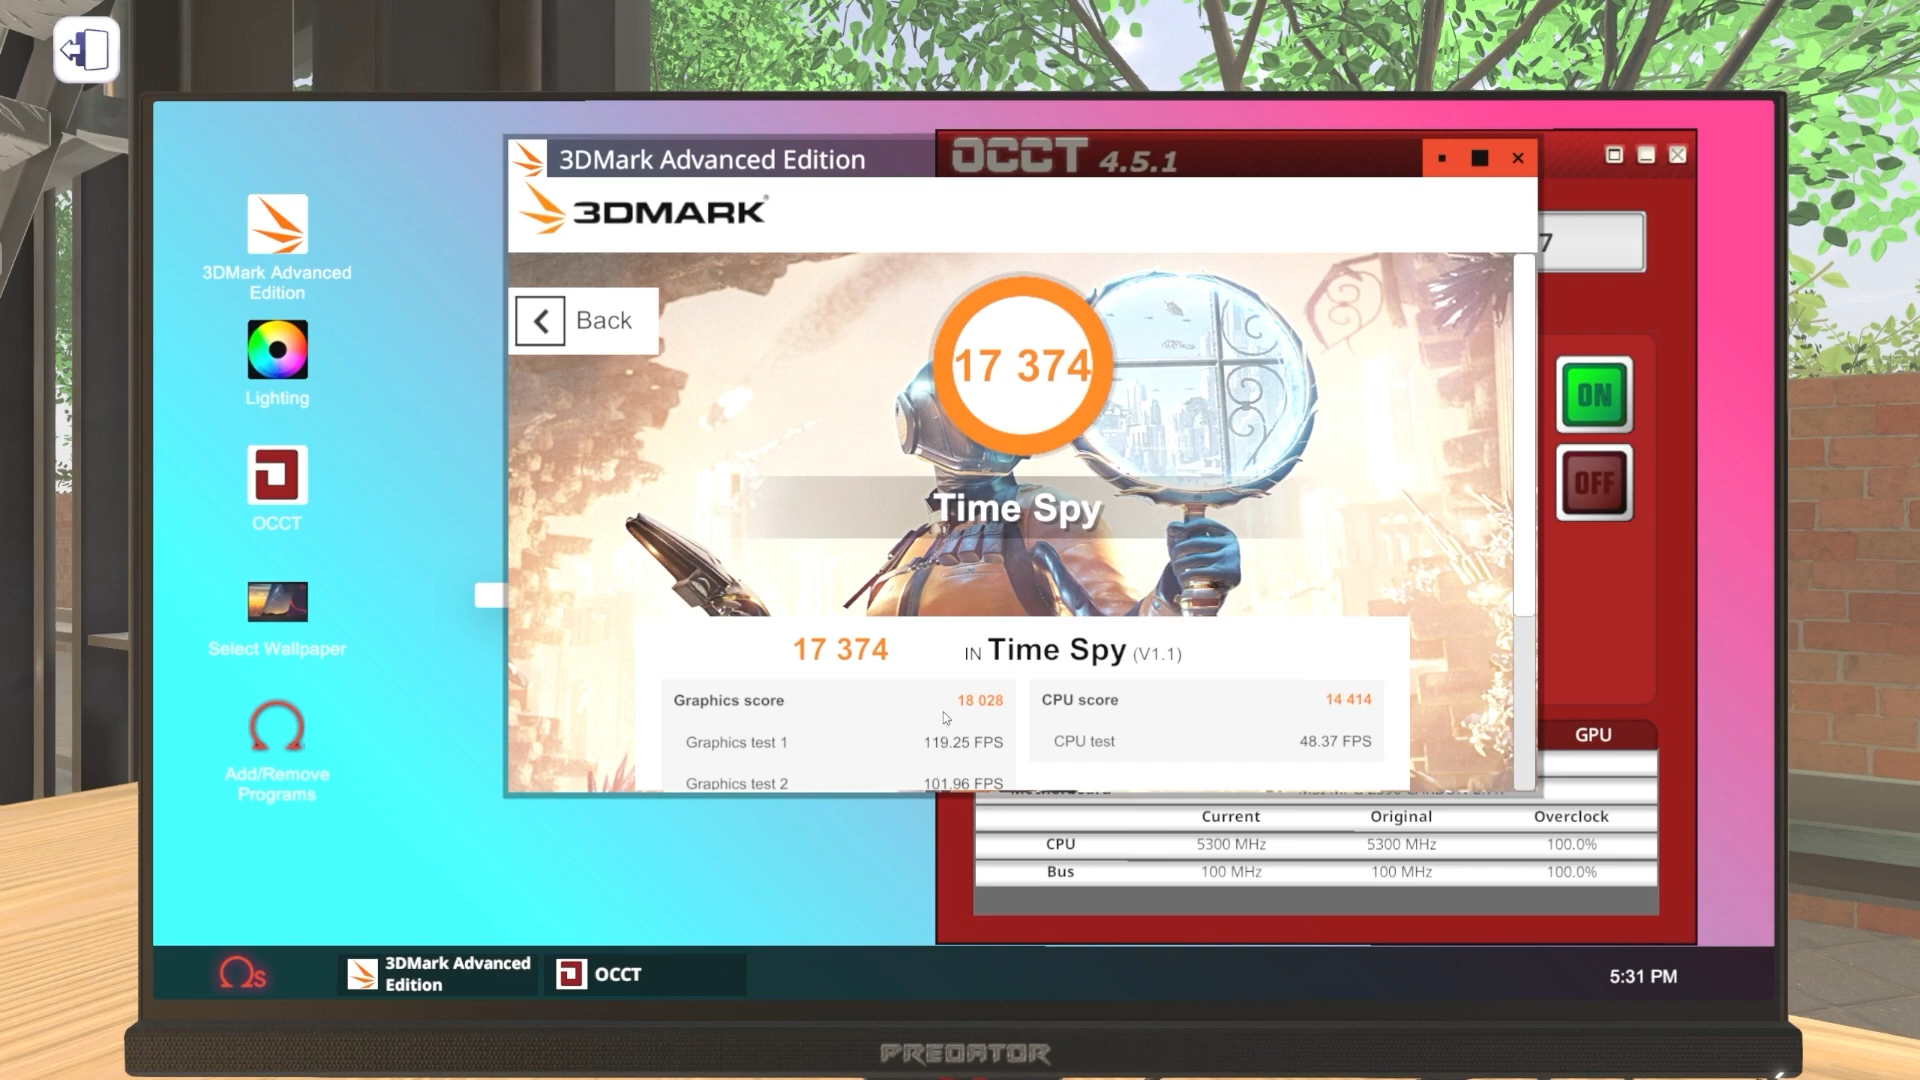 3DMark Advanced Edition
OCCT 4.5.1
3DMARK®
7
Back
17 374
Time Spy
17 374 IN Time Spy (V1.1)
Graphics score 18 028
Graphics test 1 119.25 FPS
Graphics test 2 101.96 FPS
CPU score 14 414
CPU test 48.37 FPS
ON
OFF
GPU
Current Original Overclock
CPU 5300 MHz 5300 MHz 100.0%
Bus 100 MHz 100 MHz 100.0%
3DMark Advanced
Edition
Lighting
OCCT
Select Wallpaper
Add/Remove
Programs
Ωs
3DMark Advanced
Edition
OCCT
5:31 PM
PREDATOR